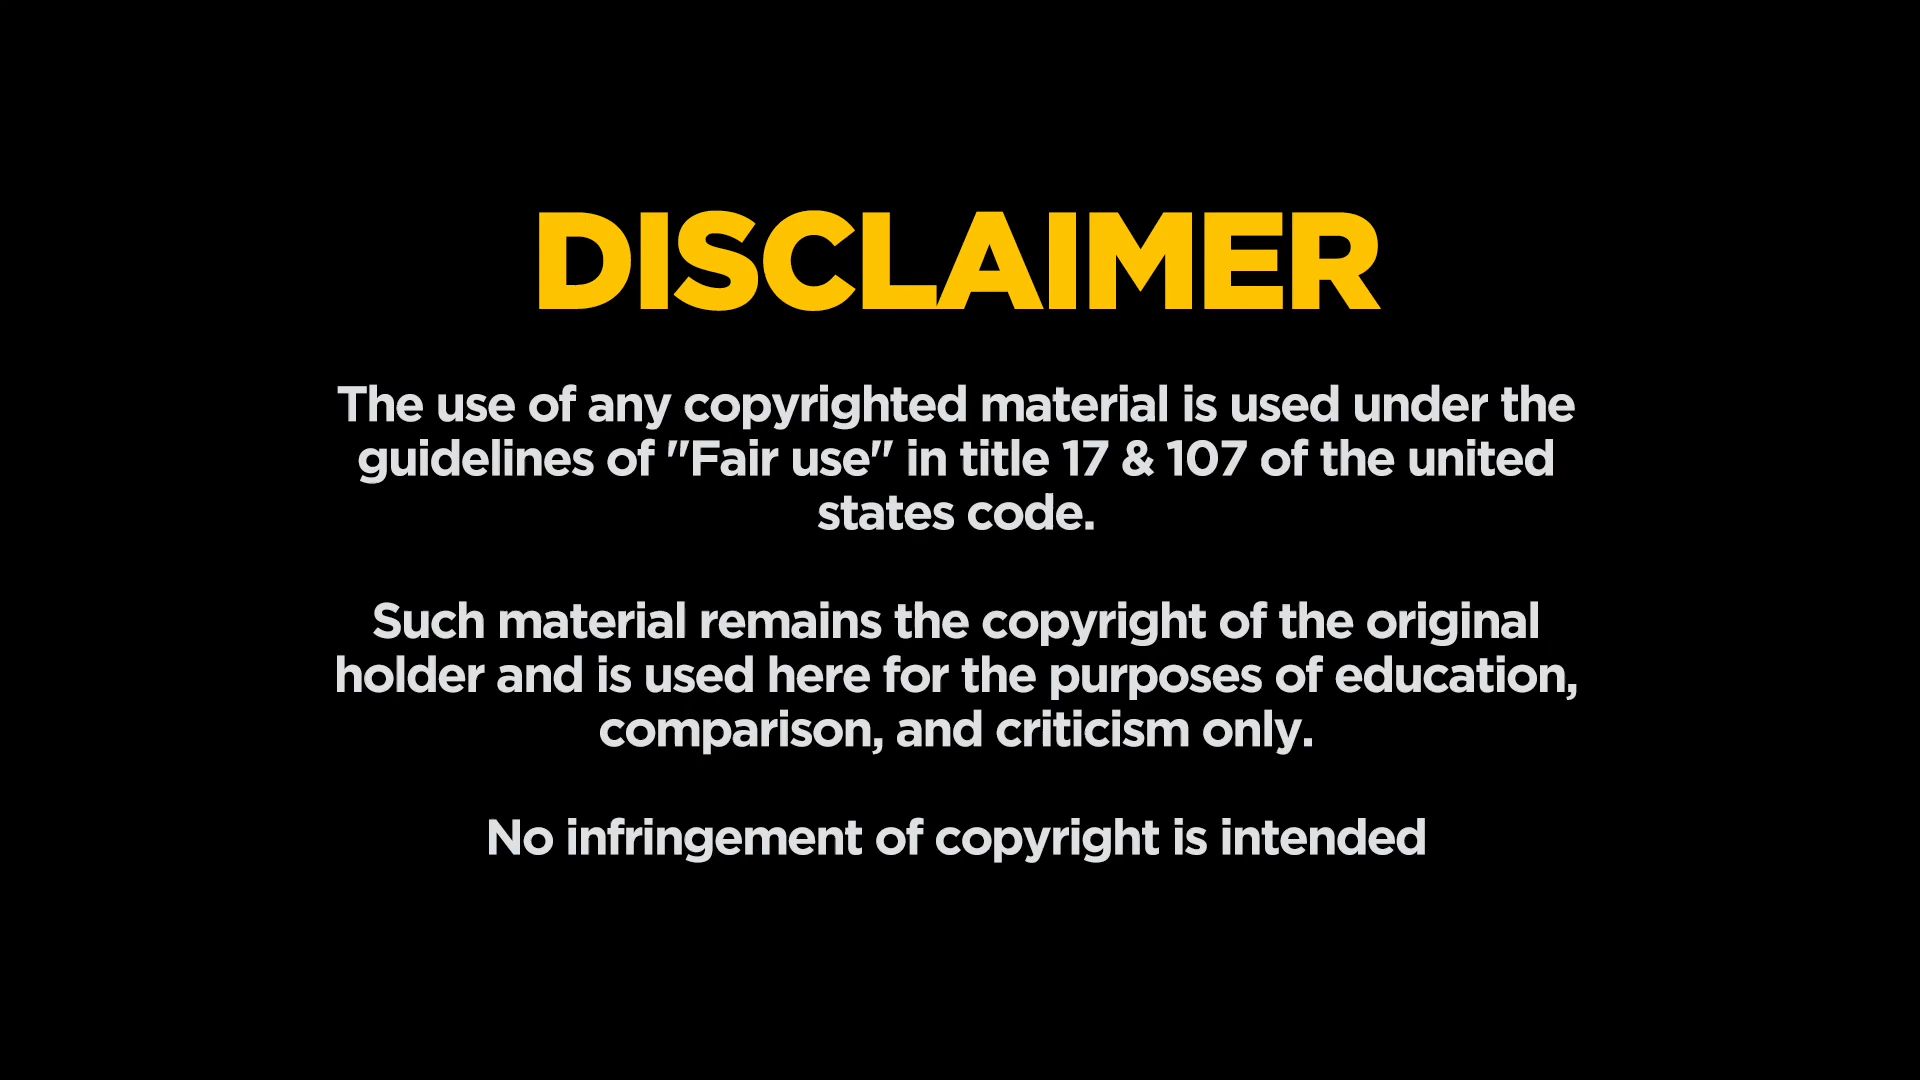 DISCLAIMER
The use of any copyrighted material is used under the
guidelines of "Fair use" in title 17 & 107 of the united
states code.
Such material remains the copyright of the original
holder and is used here for the purposes of education,
comparison, and criticism only.
No infringement of copyright is intended